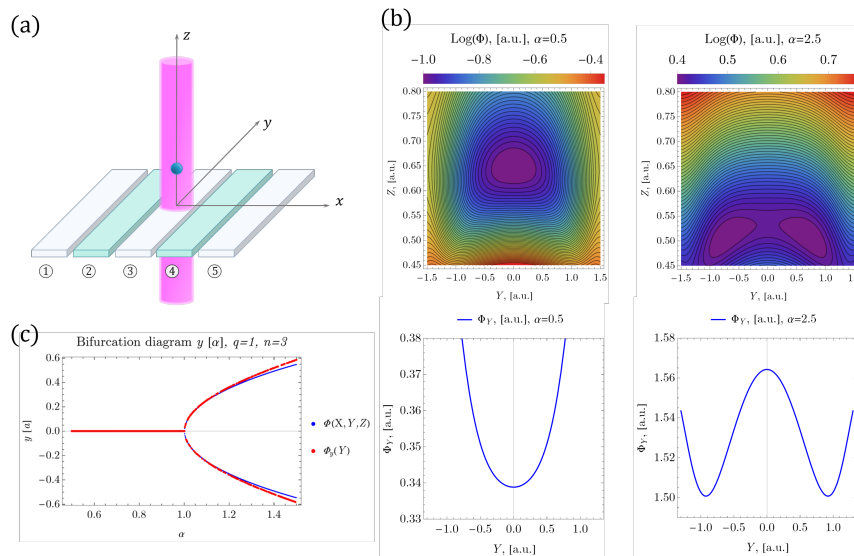 (a)
z
y
x
① ② ③ ④ ⑤
(b)
Log(Φ), [a.u.], α=0.5
−1.0 −0.8 −0.6 −0.4
0.80
0.75
0.70
0.65
0.60
0.55
0.50
0.45
Z, [a.u.]
−1.5 −1.0 −0.5 0.0 0.5 1.0 1.5
Y, [a.u.]
Log(Φ), [a.u.], α=2.5
0.4 0.5 0.6 0.7
0.80
0.75
0.70
0.65
0.60
0.55
0.50
0.45
Z, [a.u.]
−1.5 −1.0 −0.5 0.0 0.5 1.0 1.5
Y, [a.u.]
(c)
Bifurcation diagram y [α], q=1, n=3
0.6
0.4
0.2
0.0
−0.2
−0.4
−0.6
y [a]
0.6 0.8 1.0 1.2 1.4
α
Φ(X,Y,Z)
Φy(Y)
ΦY, [a.u.], α=0.5
0.38
0.37
0.36
0.35
0.34
0.33
ΦY, [a.u.]
−1.0 −0.5 0.0 0.5 1.0
Y, [a.u.]
ΦY, [a.u.], α=2.5
1.58
1.56
1.54
1.52
1.50
ΦY, [a.u.]
−1.0 −0.5 0.0 0.5 1.0
Y, [a.u.]